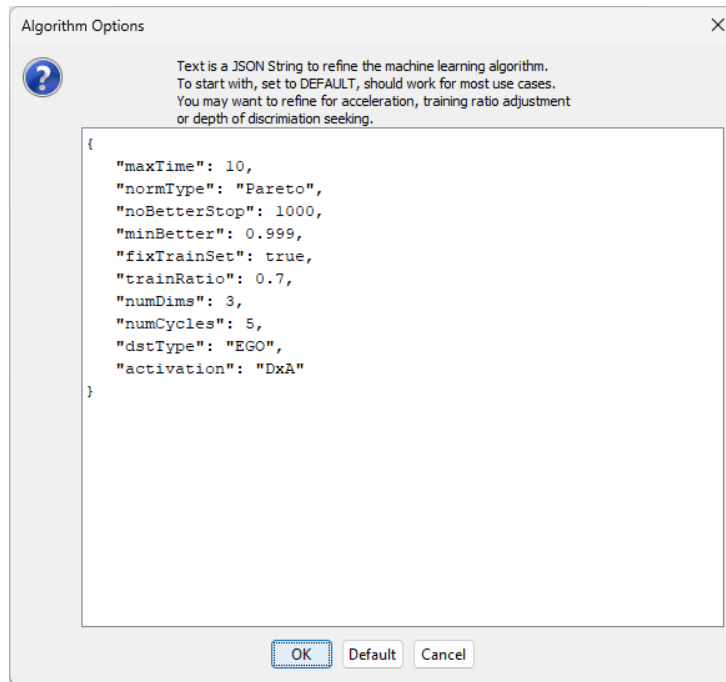 Algorithm Options
Text is a JSON String to refine the machine learning algorithm.
To start with, set to DEFAULT, should work for most use cases.
You may want to refine for acceleration, training ratio adjustment
or depth of discrimiation seeking.
{
"maxTime": 10,
"normType": "Pareto",
"noBetterStop": 1000,
"minBetter": 0.999,
"fixTrainSet": true,
"trainRatio": 0.7,
"numDims": 3,
"numCycles": 5,
"dstType": "EGO",
"activation": "DxA"
}
OK Default Cancel